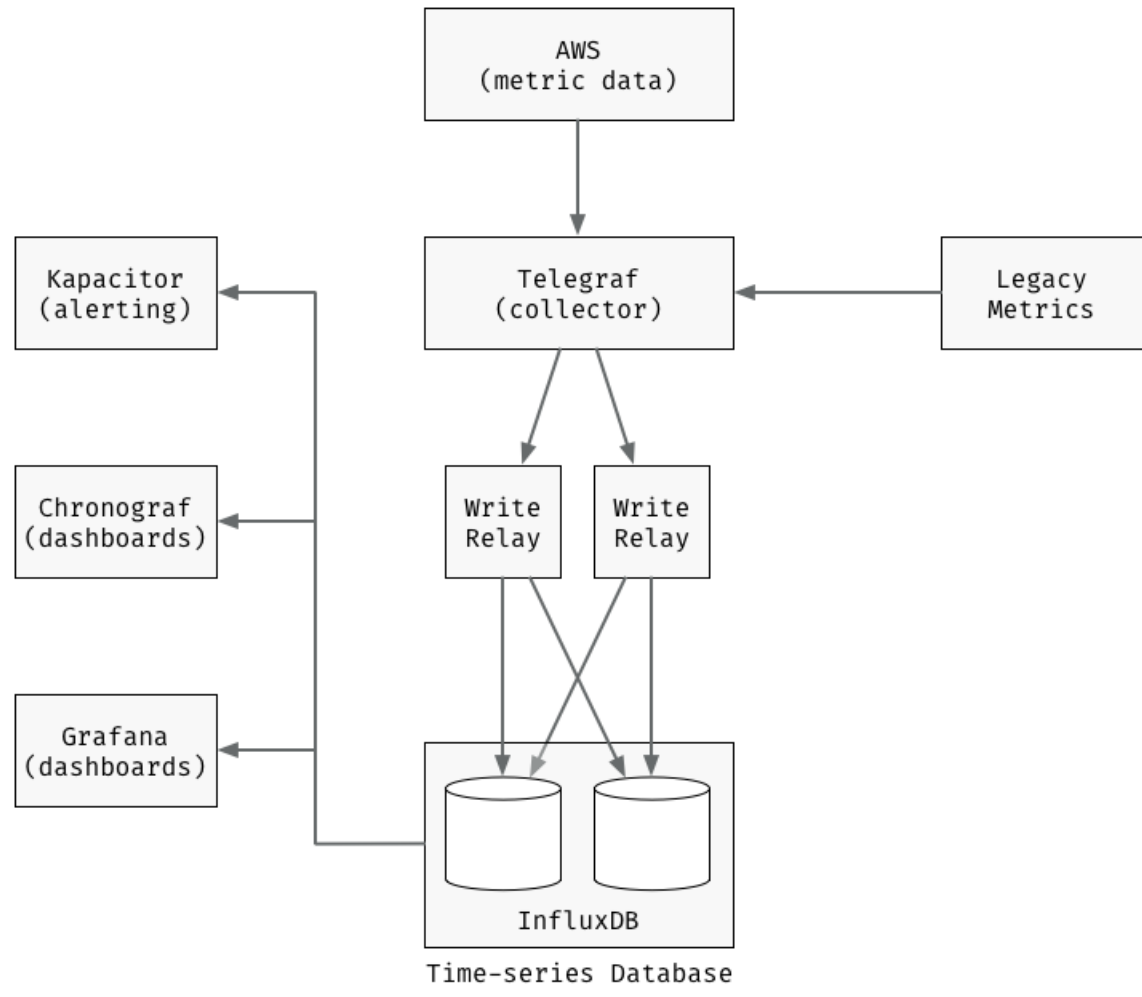 AWS
(metric data)
Kapacitor
(alerting)
Telegraf
(collector)
Legacy
Metrics
Chronograf
(dashboards)
Write
Relay
Write
Relay
Grafana
(dashboards)
InfluxDB
Time-series Database